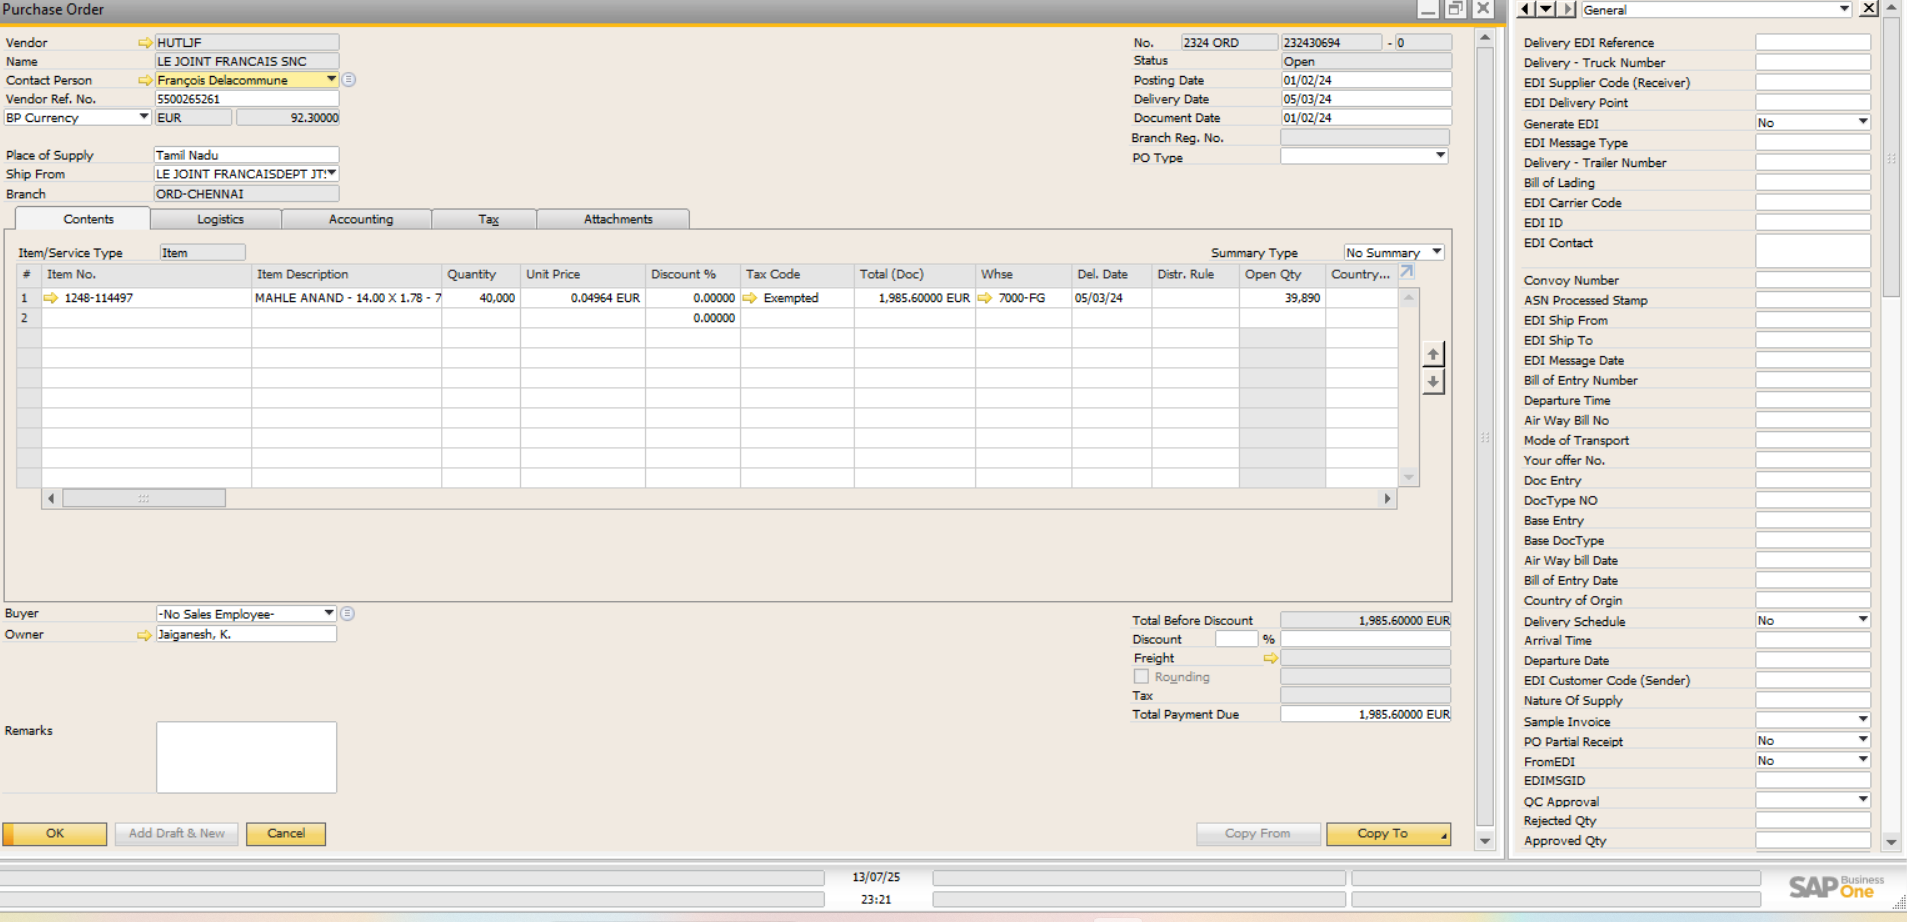 Purchase Order
Vendor HUTLJF
Name LE JOINT FRANCAIS SNC
Contact Person François Delacommune
Vendor Ref. No. 5500265261
BP Currency EUR 92.30000
Place of Supply Tamil Nadu
Ship From LE JOINT FRANCAISDEPT JT
Branch ORD-CHENNAI
No. 2324 ORD 232430694 - 0
Status Open
Posting Date 01/02/24
Delivery Date 05/03/24
Document Date 01/02/24
Branch Reg. No.
PO Type
Contents Logistics Accounting Tax Attachments
Item/Service Type Item
Summary Type No Summary
# Item No. Item Description Quantity Unit Price Discount % Tax Code Total (Doc) Whse Del. Date Distr. Rule Open Qty Country...
1 1248-114497 MAHLE ANAND - 14.00 X 1.78 - 7 40,000 0.04964 EUR 0.00000 Exempted 1,985.60000 EUR 7000-FG 05/03/24 39,890
2 0.00000
Buyer -No Sales Employee-
Owner Jaiganesh, K.
Remarks
Total Before Discount 1,985.60000 EUR
Discount %
Freight
Rounding
Tax
Total Payment Due 1,985.60000 EUR
OK Add Draft & New Cancel Copy From Copy To
General
Delivery EDI Reference
Delivery - Truck Number
EDI Supplier Code (Receiver)
EDI Delivery Point
Generate EDI No
EDI Message Type
Delivery - Trailer Number
Bill of Lading
EDI Carrier Code
EDI ID
EDI Contact
Convoy Number
ASN Processed Stamp
EDI Ship From
EDI Ship To
EDI Message Date
Bill of Entry Number
Departure Time
Air Way Bill No
Mode of Transport
Your offer No.
Doc Entry
DocType NO
Base Entry
Base DocType
Air Way bill Date
Bill of Entry Date
Country of Orgin
Delivery Schedule No
Arrival Time
Departure Date
EDI Customer Code (Sender)
Nature Of Supply
Sample Invoice
PO Partial Receipt No
FromEDI No
EDIMSGID
QC Approval
Rejected Qty
Approved Qty
13/07/25
23:21
SAP Business One